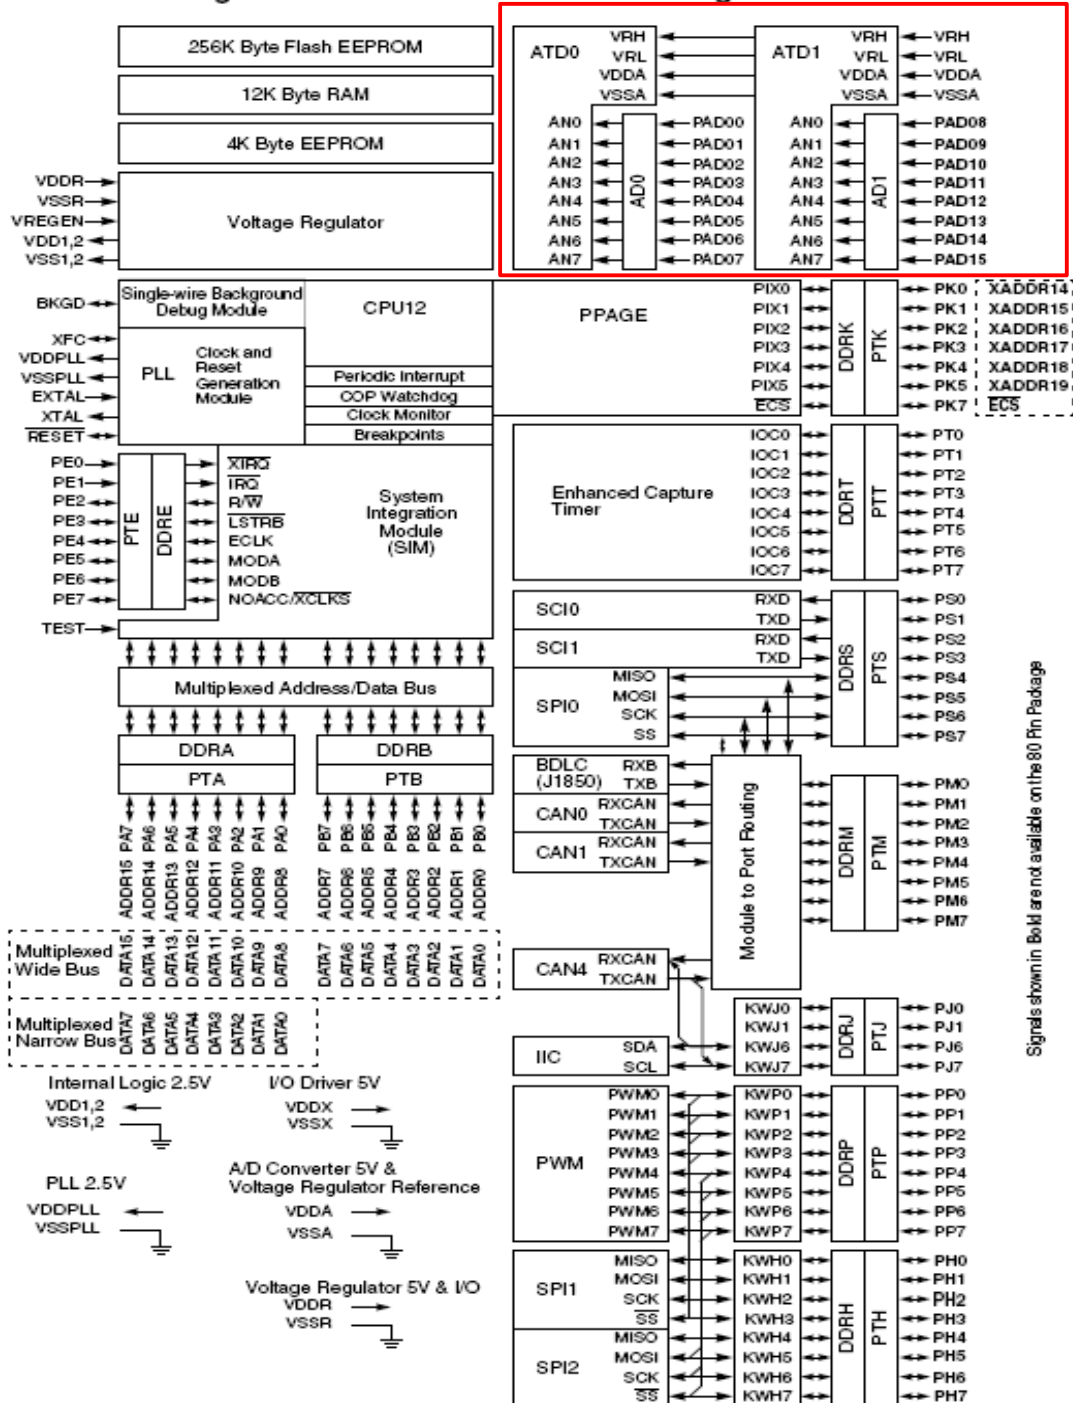 256K Byte Flash EEPROM
12K Byte RAM
4K Byte EEPROM
VDDR
VSSR
VREGEN
VDD1,2
VSS1,2
Voltage Regulator
ATD0
VRH
VRL
VDDA
VSSA
AN0 PAD00
AN1 PAD01
AN2 PAD02
AN3 PAD03
AN4 PAD04
AN5 PAD05
AN6 PAD06
AN7 PAD07
AD0
ATD1
VRH VRH
VRL VRL
VDDA VDDA
VSSA VSSA
AN0 PAD08
AN1 PAD09
AN2 PAD10
AN3 PAD11
AN4 PAD12
AN5 PAD13
AN6 PAD14
AN7 PAD15
AD1
BKGD
Single-wire Background
Debug Module
CPU12
XFC
VDDPLL
VSSPLL
EXTAL
XTAL
RESET
PLL
Clock and
Reset
Generation
Module
Periodic Interrupt
COP Watchdog
Clock Monitor
Breakpoints
PPAGE
PIX0 PK0 XADDR14
PIX1 PK1 XADDR15
PIX2 PK2 XADDR16
PIX3 PK3 XADDR17
PIX4 PK4 XADDR18
PIX5 PK5 XADDR19
ECS PK7 ECS
DDRK
PTK
PE0 XIRQ
PE1 IRQ
PE2 R/W
PE3 LSTRB
PE4 ECLK
PE5 MODA
PE6 MODB
PE7 NOACC/XCLKS
TEST
PTE
DDRE
System
Integration
Module
(SIM)
Enhanced Capture
Timer
IOC0 PT0
IOC1 PT1
IOC2 PT2
IOC3 PT3
IOC4 PT4
IOC5 PT5
IOC6 PT6
IOC7 PT7
DDRT
PTT
SCI0
RXD PS0
TXD PS1
SCI1
RXD PS2
TXD PS3
SPI0
MISO PS4
MOSI PS5
SCK PS6
SS PS7
DDRS
PTS
Multiplexed Address/Data Bus
DDRA
PTA
DDRB
PTB
PA7 PA6 PA5 PA4 PA3 PA2 PA1 PA0
PB7 PB6 PB5 PB4 PB3 PB2 PB1 PB0
ADDR15 ADDR14 ADDR13 ADDR12 ADDR11 ADDR10 ADDR9 ADDR8
ADDR7 ADDR6 ADDR5 ADDR4 ADDR3 ADDR2 ADDR1 ADDR0
Multiplexed
Wide Bus
DATA15 DATA14 DATA13 DATA12 DATA11 DATA10 DATA9 DATA8
DATA7 DATA6 DATA5 DATA4 DATA3 DATA2 DATA1 DATA0
Multiplexed
Narrow Bus
DATA7 DATA6 DATA5 DATA4 DATA3 DATA2 DATA1 DATA0
BDLC
(J1850)
RXB
TXB
CAN0
RXCAN
TXCAN
CAN1
RXCAN
TXCAN
CAN4
RXCAN
TXCAN
Module to Port Routing
DDRM
PTM
PM0
PM1
PM2
PM3
PM4
PM5
PM6
PM7
IIC
SDA
SCL
KWJ0 PJ0
KWJ1 PJ1
KWJ6 PJ6
KWJ7 PJ7
DDRJ
PTJ
PWM
PWM0 KWP0 PP0
PWM1 KWP1 PP1
PWM2 KWP2 PP2
PWM3 KWP3 PP3
PWM4 KWP4 PP4
PWM5 KWP5 PP5
PWM6 KWP6 PP6
PWM7 KWP7 PP7
DDRP
PTP
SPI1
MISO KWH0 PH0
MOSI KWH1 PH1
SCK KWH2 PH2
SS KWH3 PH3
SPI2
MISO KWH4 PH4
MOSI KWH5 PH5
SCK KWH6 PH6
SS KWH7 PH7
DDRH
PTH
Internal Logic 2.5V
VDD1,2
VSS1,2
I/O Driver 5V
VDDX
VSSX
PLL 2.5V
VDDPLL
VSSPLL
A/D Converter 5V &
Voltage Regulator Reference
VDDA
VSSA
Voltage Regulator 5V & I/O
VDDR
VSSR
Signals shown in Bold are not available on the 80 Pin Package